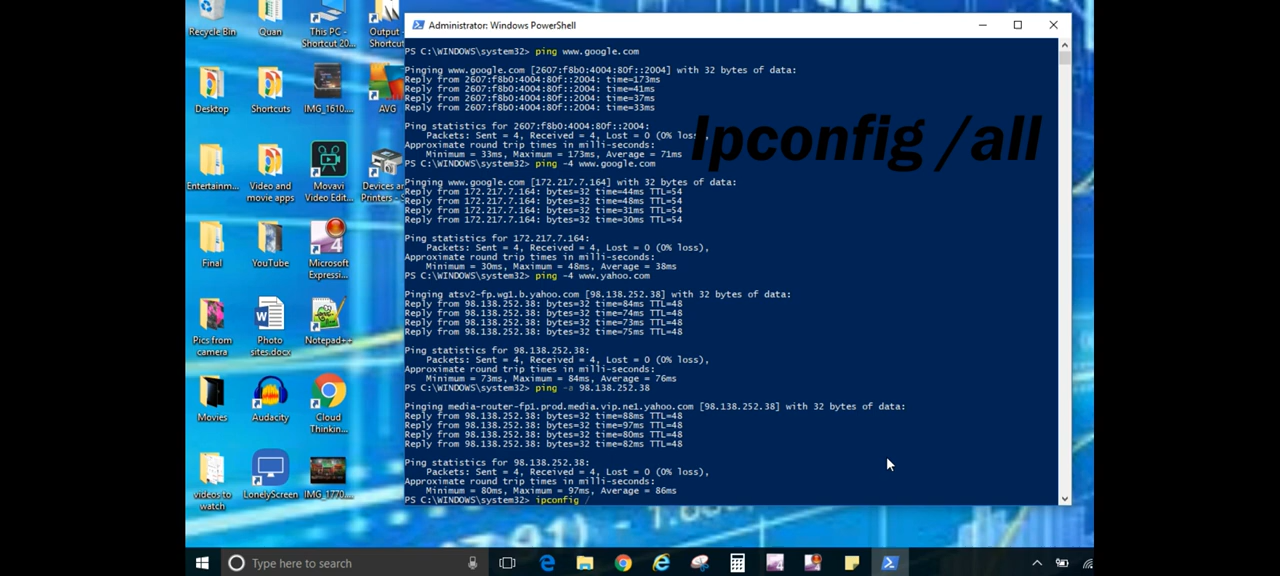 Recycle Bin
Quan
This PC - Shortcut 20...
Output - Shortcut
Desktop
Shortcuts
IMG_1610....
AVG
Entertainm...
Video and movie apps
Movavi Video Edit...
Devices an
Printers - S
Final
YouTube
Microsoft Expressi...
Pics from camera
Photo sites.docx
Notepad++
Movies
Audacity
Cloud Thinkin...
videos to watch
LonelyScreen
IMG_1770....
Administrator: Windows PowerShell
PS C:\WINDOWS\system32> ping www.google.com
Pinging www.google.com [2607:f8b0:4004:80f::2004] with 32 bytes of data:
Reply from 2607:f8b0:4004:80f::2004: time=173ms
Reply from 2607:f8b0:4004:80f::2004: time=41ms
Reply from 2607:f8b0:4004:80f::2004: time=37ms
Reply from 2607:f8b0:4004:80f::2004: time=33ms
Ping statistics for 2607:f8b0:4004:80f::2004:
Packets: Sent = 4, Received = 4, Lost = 0 (0% loss),
Approximate round trip times in milli-seconds:
Minimum = 33ms, Maximum = 173ms, Average = 71ms
Ipconfig /all
PS C:\WINDOWS\system32> ping -4 www.google.com
Pinging www.google.com [172.217.7.164] with 32 bytes of data:
Reply from 172.217.7.164: bytes=32 time=44ms TTL=54
Reply from 172.217.7.164: bytes=32 time=48ms TTL=54
Reply from 172.217.7.164: bytes=32 time=31ms TTL=54
Reply from 172.217.7.164: bytes=32 time=30ms TTL=54
Ping statistics for 172.217.7.164:
Packets: Sent = 4, Received = 4, Lost = 0 (0% loss),
Approximate round trip times in milli-seconds:
Minimum = 30ms, Maximum = 48ms, Average = 38ms
PS C:\WINDOWS\system32> ping -4 www.yahoo.com
Pinging atsv2-fp.wg1.b.yahoo.com [98.138.252.38] with 32 bytes of data:
Reply from 98.138.252.38: bytes=32 time=84ms TTL=48
Reply from 98.138.252.38: bytes=32 time=74ms TTL=48
Reply from 98.138.252.38: bytes=32 time=73ms TTL=48
Reply from 98.138.252.38: bytes=32 time=75ms TTL=48
Ping statistics for 98.138.252.38:
Packets: Sent = 4, Received = 4, Lost = 0 (0% loss),
Approximate round trip times in milli-seconds:
Minimum = 73ms, Maximum = 84ms, Average = 76ms
PS C:\WINDOWS\system32> ping -a 98.138.252.38
Pinging media-router-fp1.prod.media.vip.ne1.yahoo.com [98.138.252.38] with 32 bytes of data:
Reply from 98.138.252.38: bytes=32 time=88ms TTL=48
Reply from 98.138.252.38: bytes=32 time=97ms TTL=48
Reply from 98.138.252.38: bytes=32 time=80ms TTL=48
Reply from 98.138.252.38: bytes=32 time=82ms TTL=48
Ping statistics for 98.138.252.38:
Packets: Sent = 4, Received = 4, Lost = 0 (0% loss),
Approximate round trip times in milli-seconds:
Minimum = 80ms, Maximum = 97ms, Average = 86ms
PS C:\WINDOWS\system32> ipconfig /
Type here to search